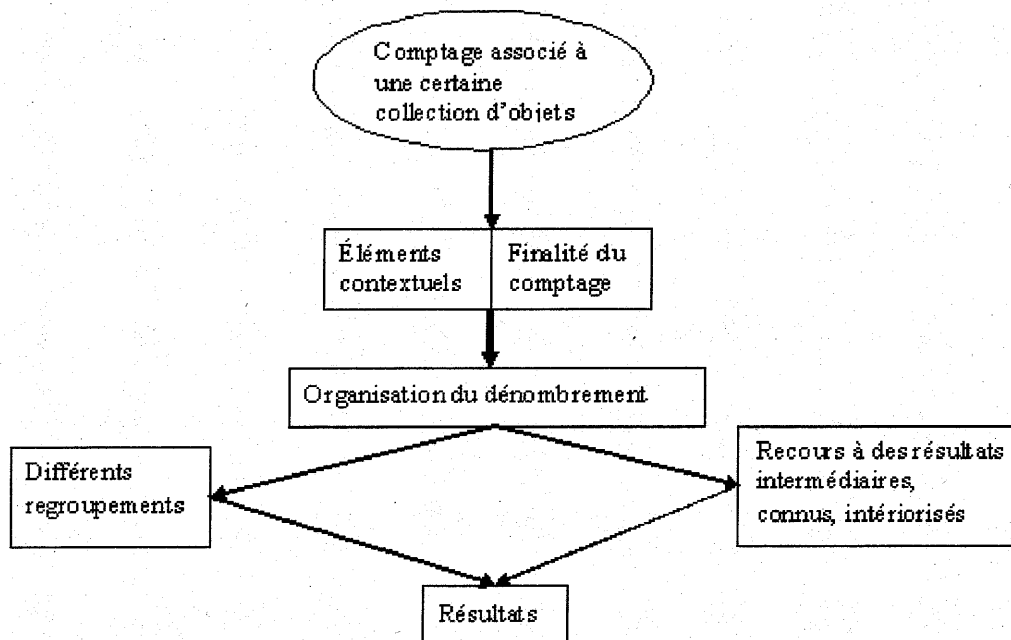 Comptage associé à
une certaine
collection d'objets
Éléments
contextuels
Finalité du
comptage
Organisation du dénombrement
Différents
regroupements
Recours à des résultats
intermédiaires,
connus, intériorisés
Résultats